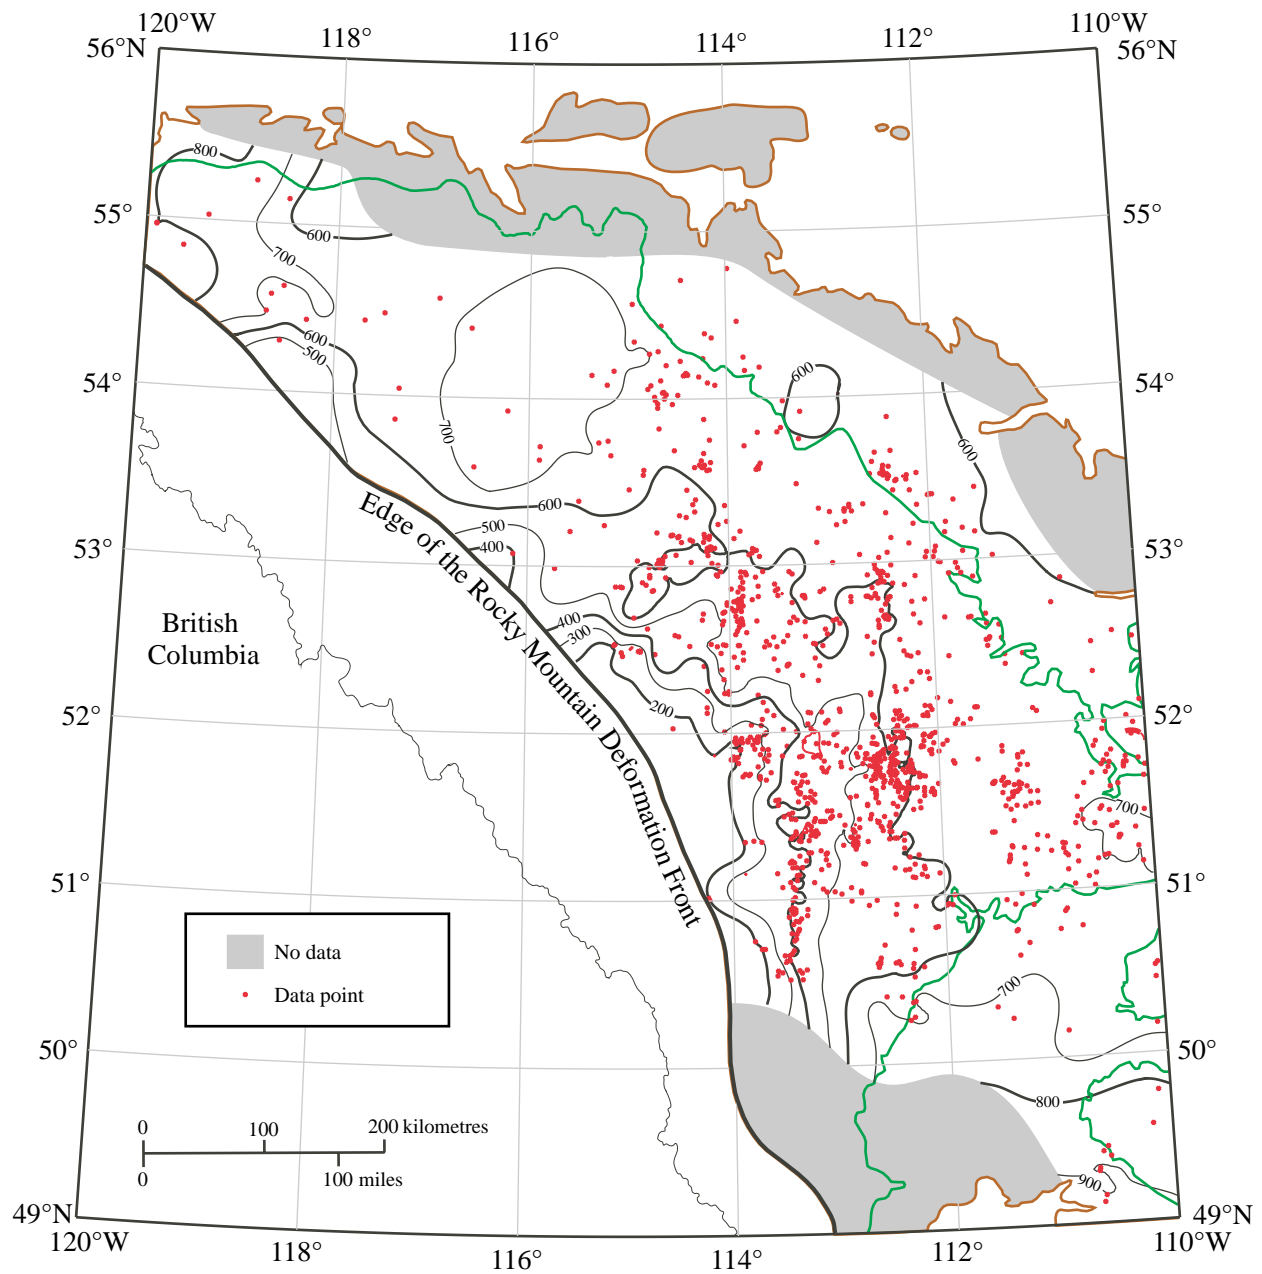 120°W
118°
116°
114°
112°
110°W
56°N
56°N
800
55°
55°
600
700
600
500
54°
54°
600
700
600
600
500
400
53°
53°
Edge of the Rocky Mountain Deformation Front
British
Columbia
400
300
200
52°
52°
700
51°
51°
No data
Data point
700
50°
50°
800
0
100
200 kilometres
0
100 miles
900
49°N
49°N
120°W
118°
116°
114°
112°
110°W